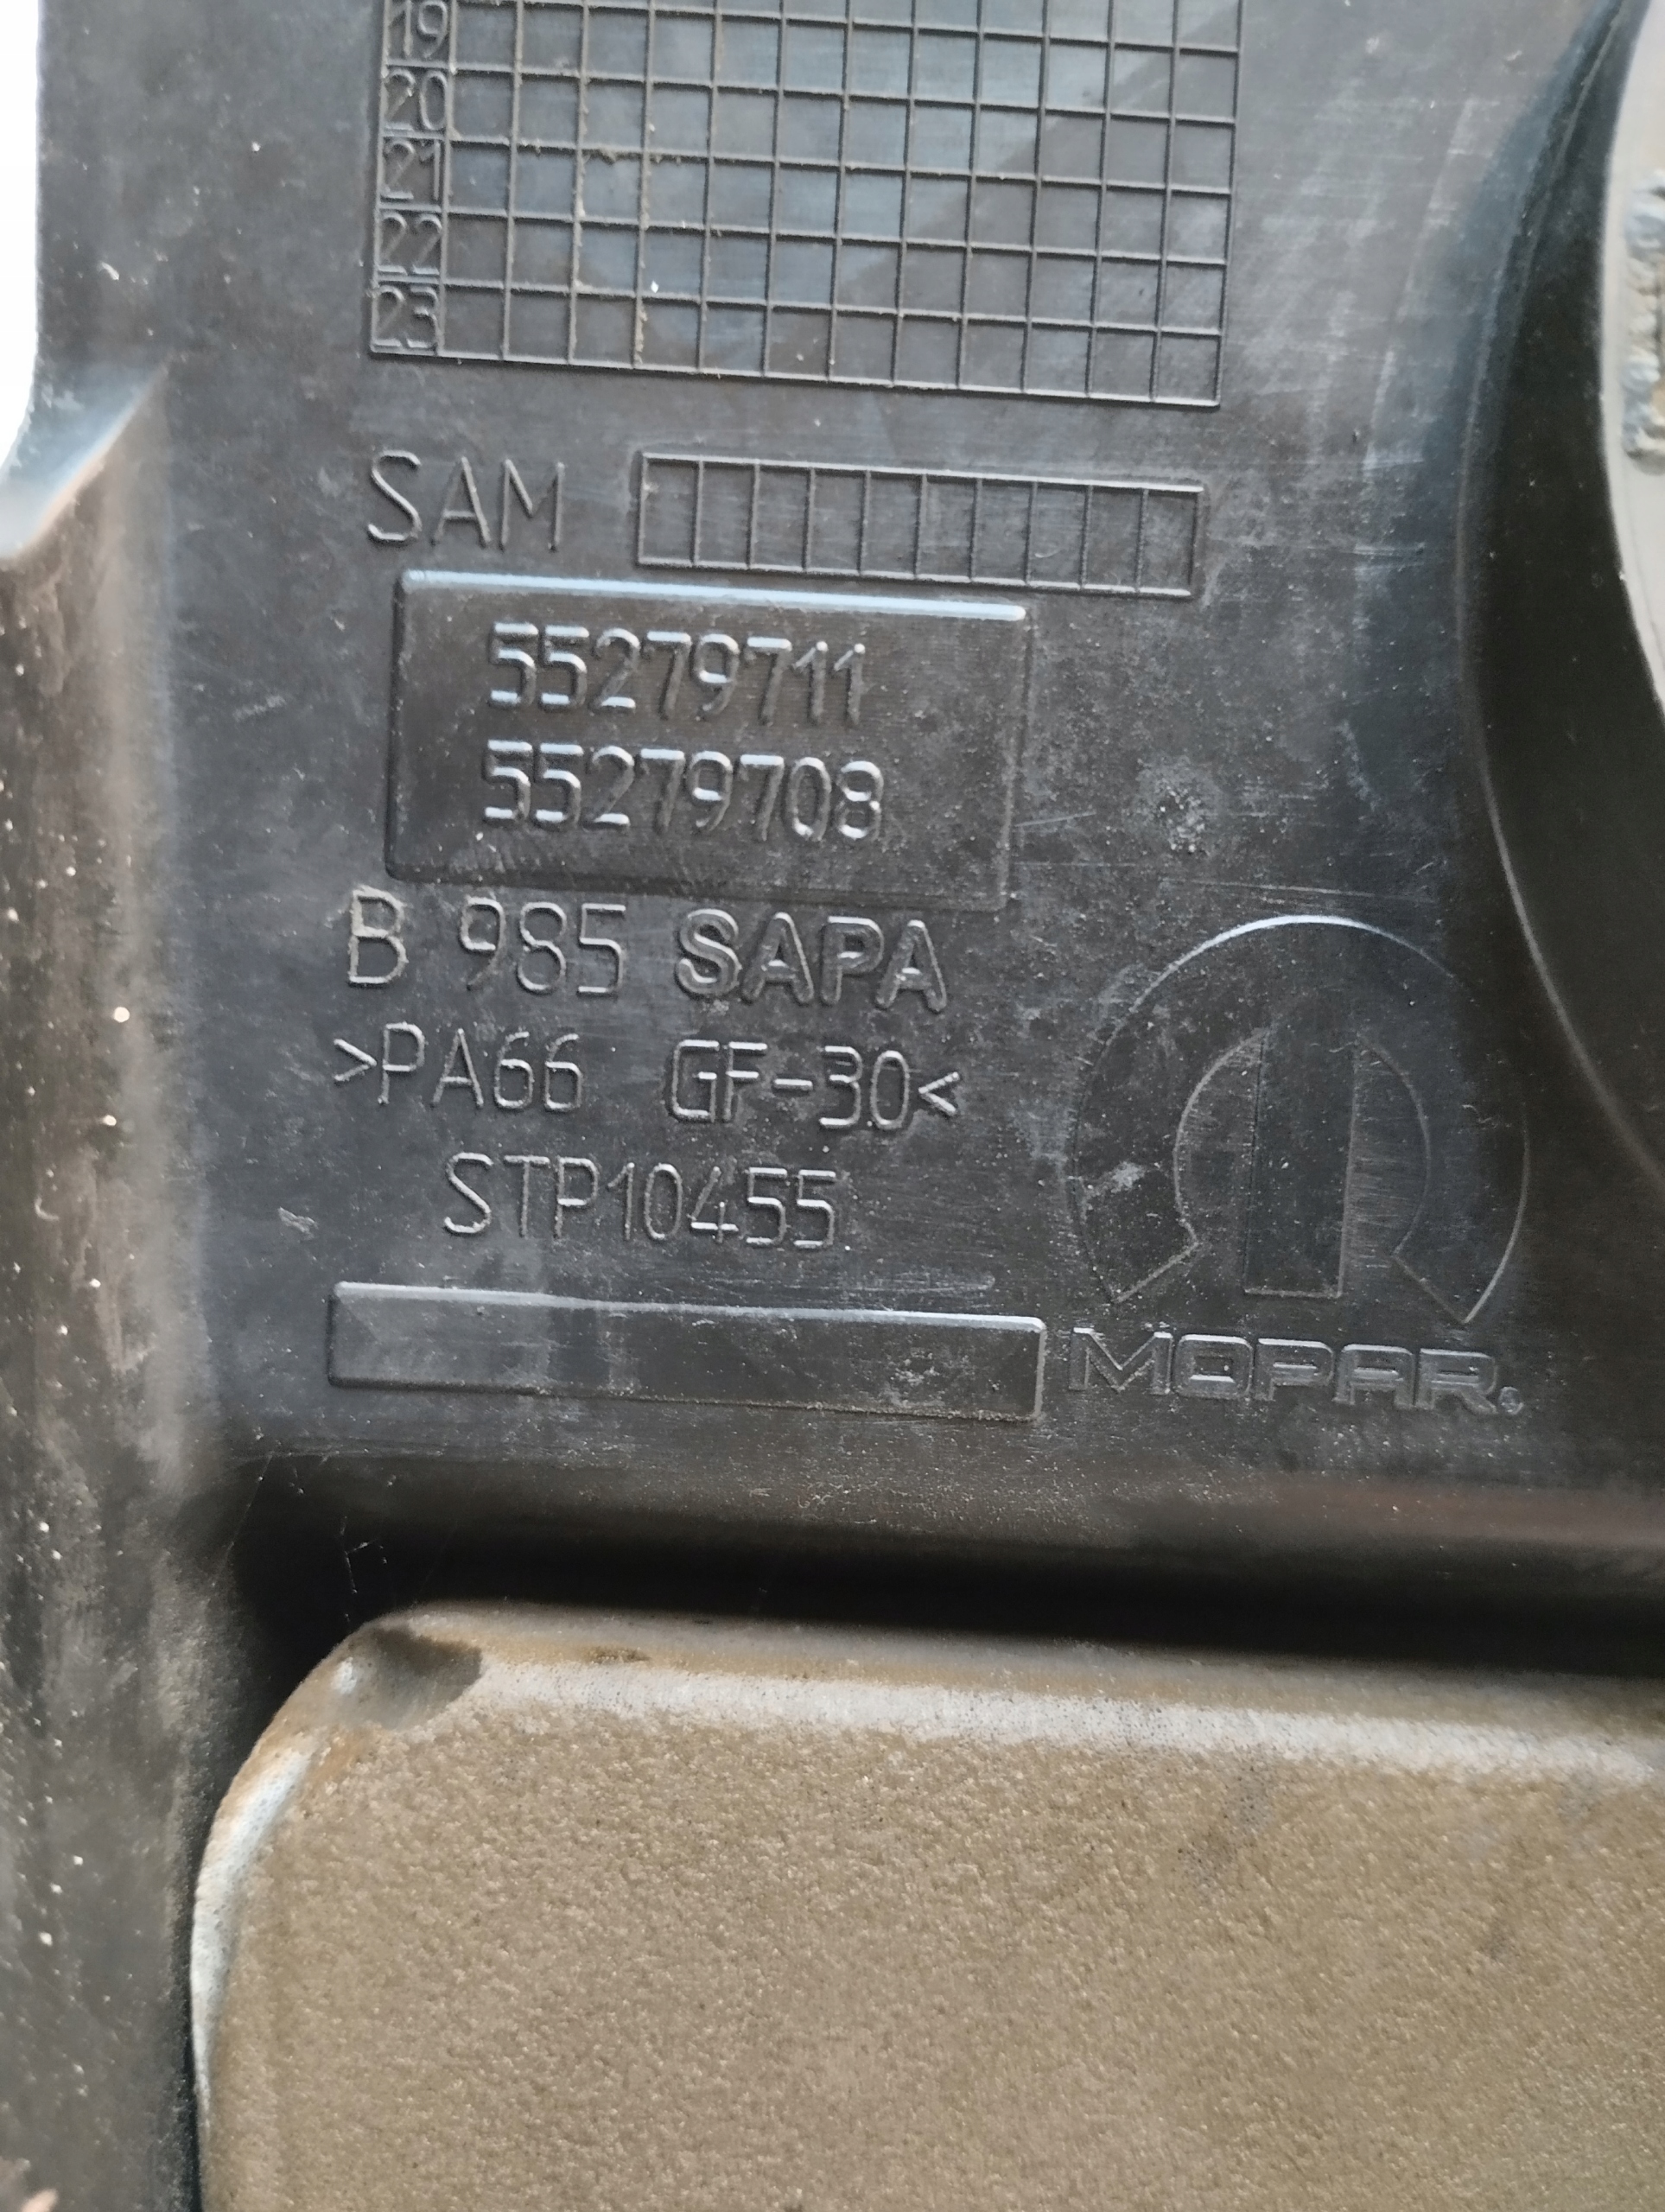 19
20
21
22
23
SAM
55279711
55279708
B 985 SAPA
>PA66 GF-30<
STP10455
MOPAR®